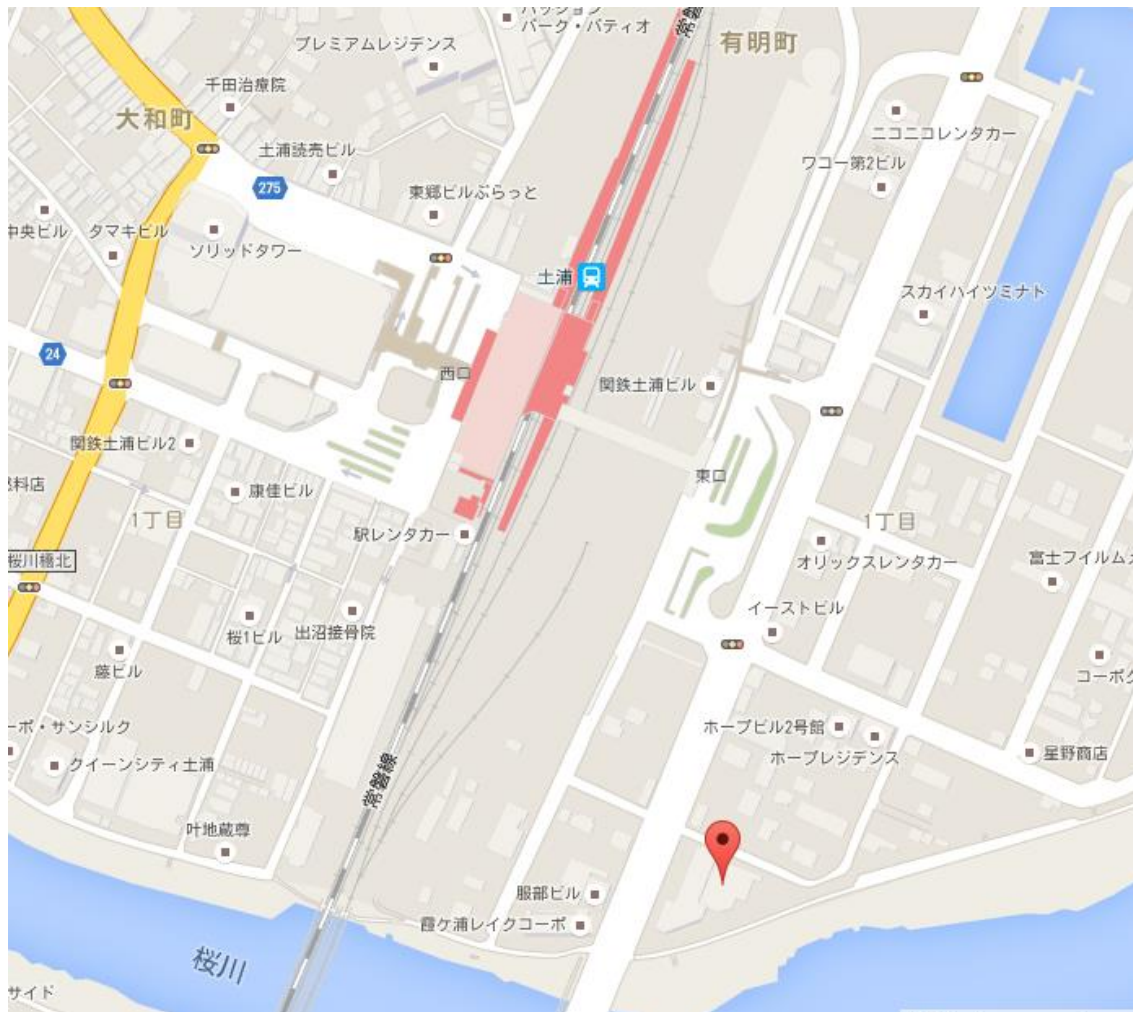 パーク・パティオ
プレミアムレジデンス
有明町
千田治療院
大和町
ニコニコレンタカー
土浦読売ビル
ワコー第2ビル
275
東郷ビルぷらっと
中央ビル
タマキビル
ソリッドタワー
土浦
スカイハイツミナト
24
西口
関鉄土浦ビル
関鉄土浦ビル2
東口
料店
康佳ビル
1丁目
1丁目
駅レンタカー
オリックスレンタカー
富士フイルム
桜川橋北
桜1ビル
出沼接骨院
イーストビル
藤ビル
コーポ
ーポ・サンシルク
ホープビル2号館
ホープレジデンス
星野商店
クイーンシティ土浦
常磐線
叶地蔵尊
服部ビル
霞ケ浦レイクコーポ
桜川
サイド